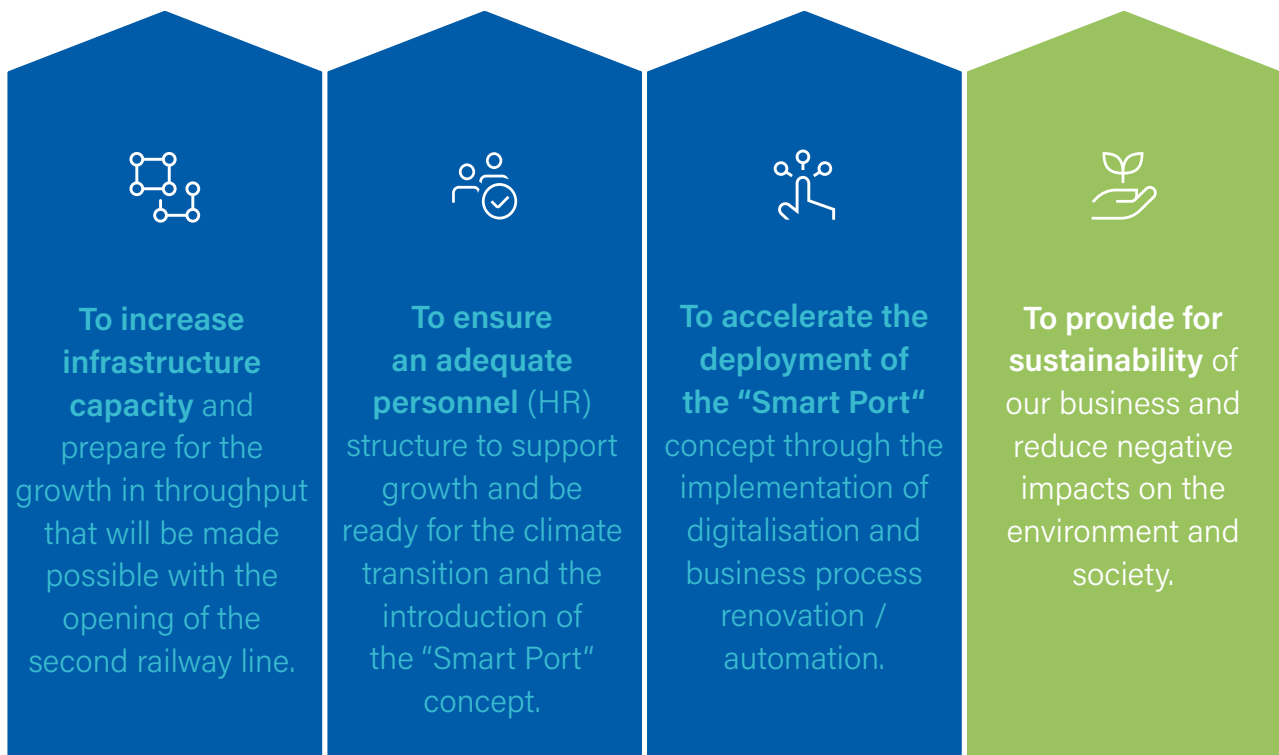 To increase
infrastructure
capacity and
prepare for the
growth in throughput
that will be made
possible with the
opening of the
second railway line.
To ensure
an adequate
personnel (HR)
structure to support
growth and be
ready for the climate
transition and the
introduction of
the “Smart Port“
concept.
To accelerate the
deployment of
the “Smart Port“
concept through the
implementation of
digitalisation and
business process
renovation /
automation.
To provide for
sustainability of
our business and
reduce negative
impacts on the
environment and
society.